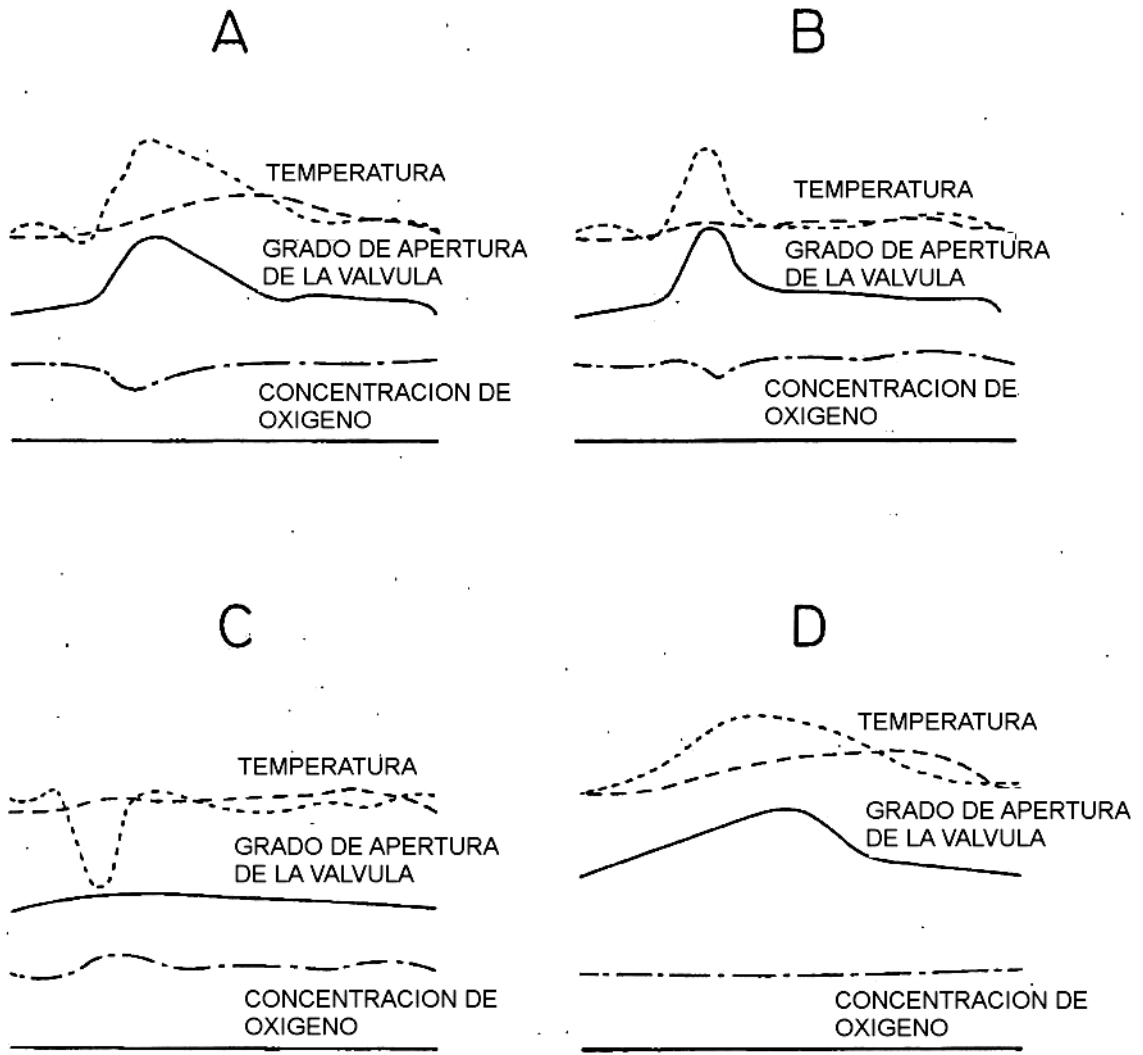 A
TEMPERATURA
GRADO DE APERTURA
DE LA VALVULA
CONCENTRACION DE
OXIGENO
B
TEMPERATURA
GRADO DE APERTURA
DE LA VALVULA
CONCENTRACION DE
OXIGENO
C
TEMPERATURA
GRADO DE APERTURA
DE LA VALVULA
CONCENTRACION DE
OXIGENO
D
TEMPERATURA
GRADO DE APERTURA
DE LA VALVULA
CONCENTRACION DE
OXIGENO